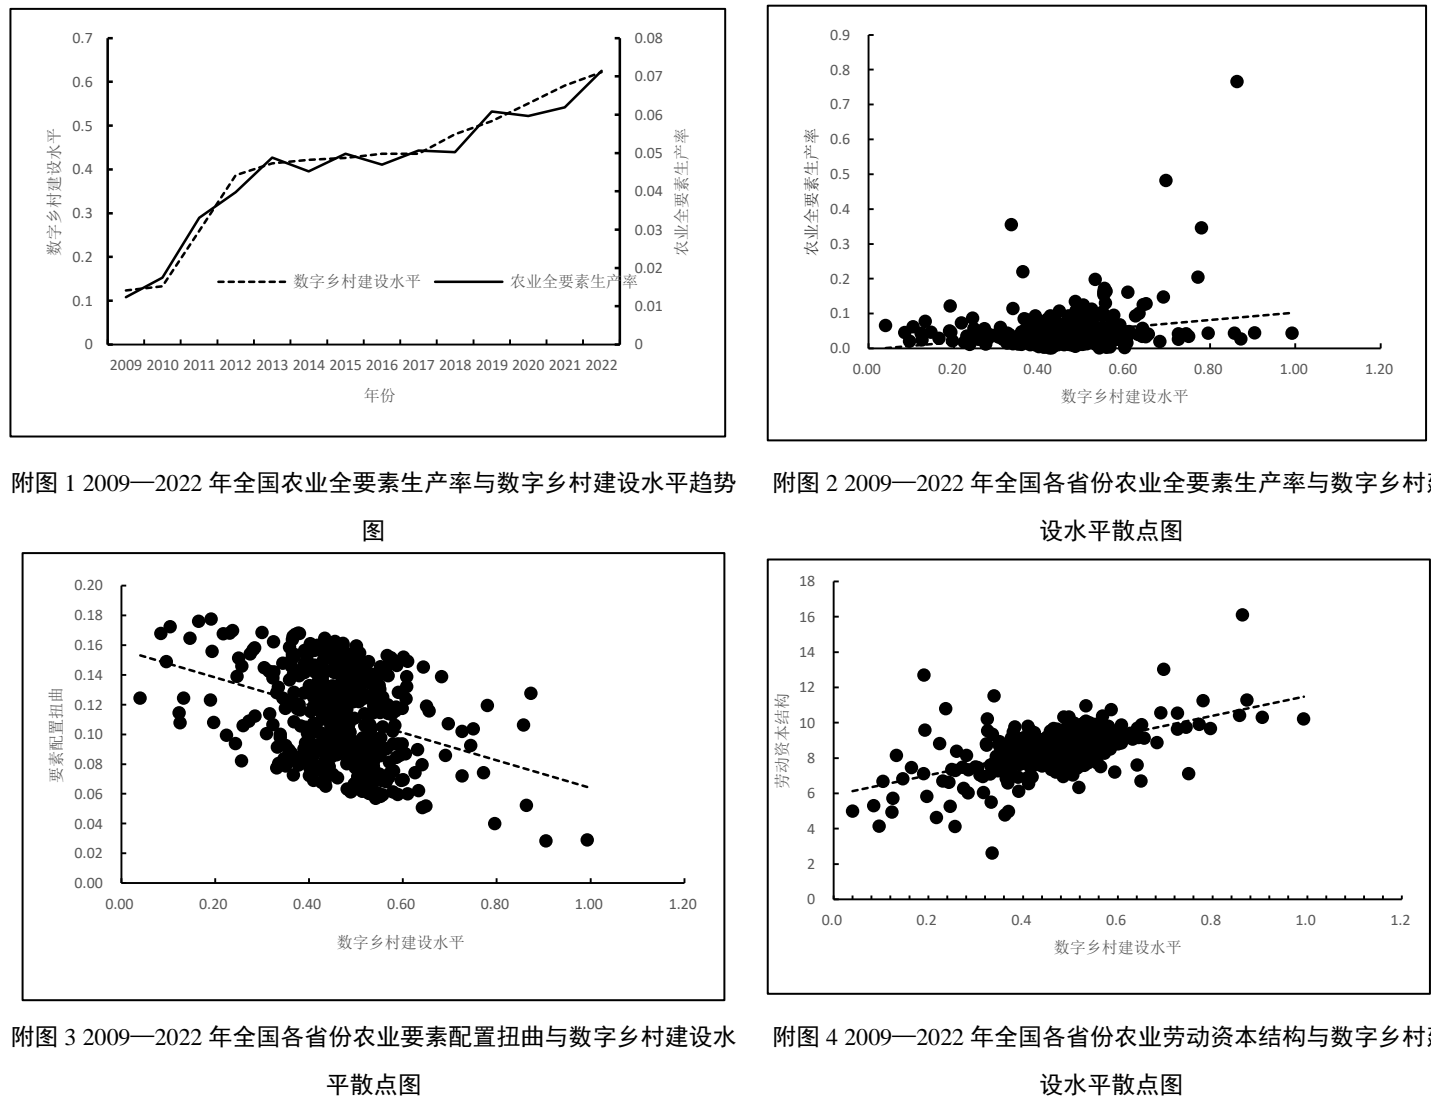 0.7
0.6
0.5
0.4
0.3
0.2
0.1
0
数字乡村建设水平
0.08
0.07
0.06
0.05
0.04
0.03
0.02
0.01
0
农业全要素生产率
数字乡村建设水平 农业全要素生产率
2009 2010 2011 2012 2013 2014 2015 2016 2017 2018 2019 2020 2021 2022
年份
附图 1 2009—2022 年全国农业全要素生产率与数字乡村建设水平趋势
图
0.9
0.8
0.7
0.6
0.5
0.4
0.3
0.2
0.1
0.0
农业全要素生产率
0.00 0.20 0.40 0.60 0.80 1.00 1.20
数字乡村建设水平
附图 2 2009—2022 年全国各省份农业全要素生产率与数字乡村建
设水平散点图
0.20
0.18
0.16
0.14
0.12
0.10
0.08
0.06
0.04
0.02
0.00
要素配置扭曲
0.00 0.20 0.40 0.60 0.80 1.00 1.20
数字乡村建设水平
附图 3 2009—2022 年全国各省份农业要素配置扭曲与数字乡村建设水
平散点图
18
16
14
12
10
8
6
4
2
0
劳动资本结构
0.0 0.2 0.4 0.6 0.8 1.0 1.2
数字乡村建设水平
附图 4 2009—2022 年全国各省份农业劳动资本结构与数字乡村建
设水平散点图